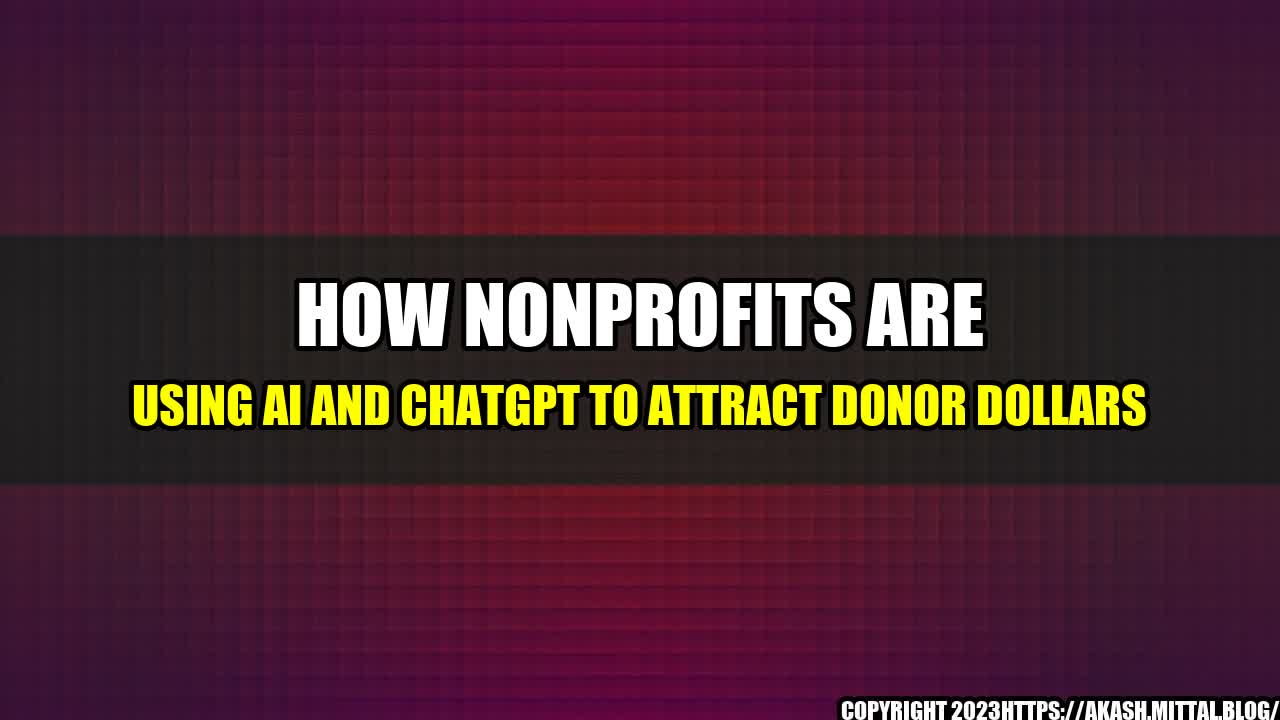 HOW NONPROFITS ARE
USING AI AND CHATGPT TO ATTRACT DONOR DOLLARS
COPYRIGHT 2023HTTPS://AKASH.MITTAL.BLOG/